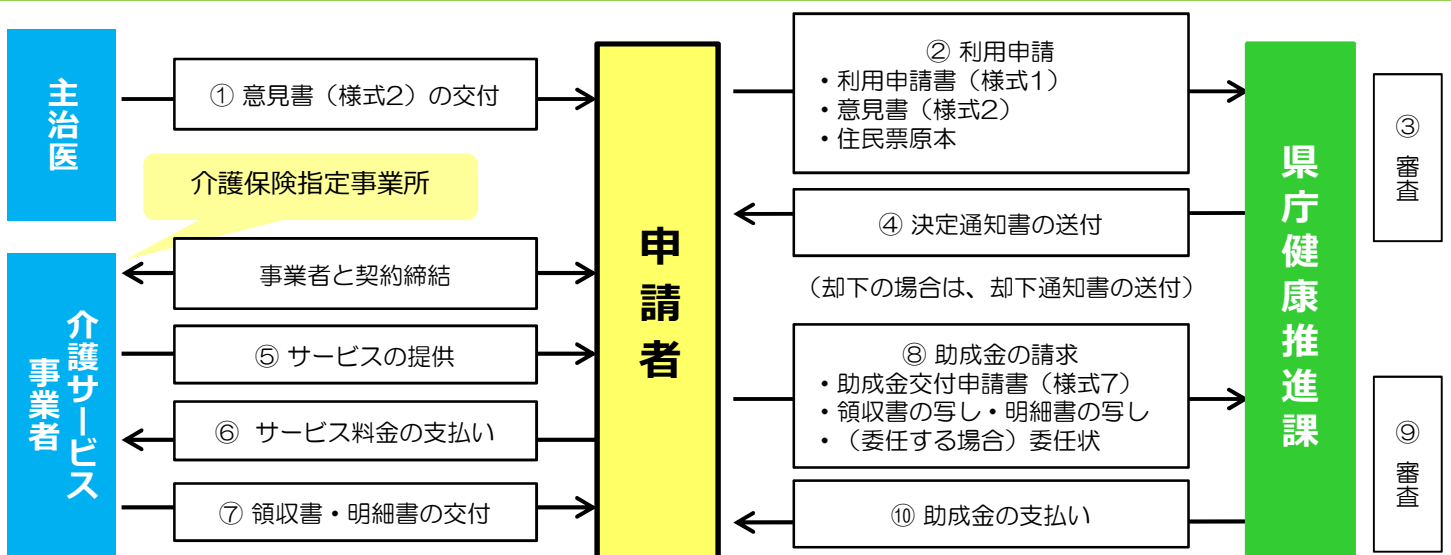 主治医
① 意見書（様式2）の交付
介護保険指定事業所
介護サービス
事業者
事業者と契約締結
⑤ サービスの提供
⑥ サービス料金の支払い
⑦ 領収書・明細書の交付
申請者
② 利用申請
・利用申請書（様式1）
・意見書（様式2）
・住民票原本
④ 決定通知書の送付
（却下の場合は、却下通知書の送付）
⑧ 助成金の請求
・助成金交付申請書（様式7）
・領収書の写し・明細書の写し
・（委任する場合）委任状
⑩ 助成金の支払い
県庁健康推進課
③ 審査
⑨ 審査